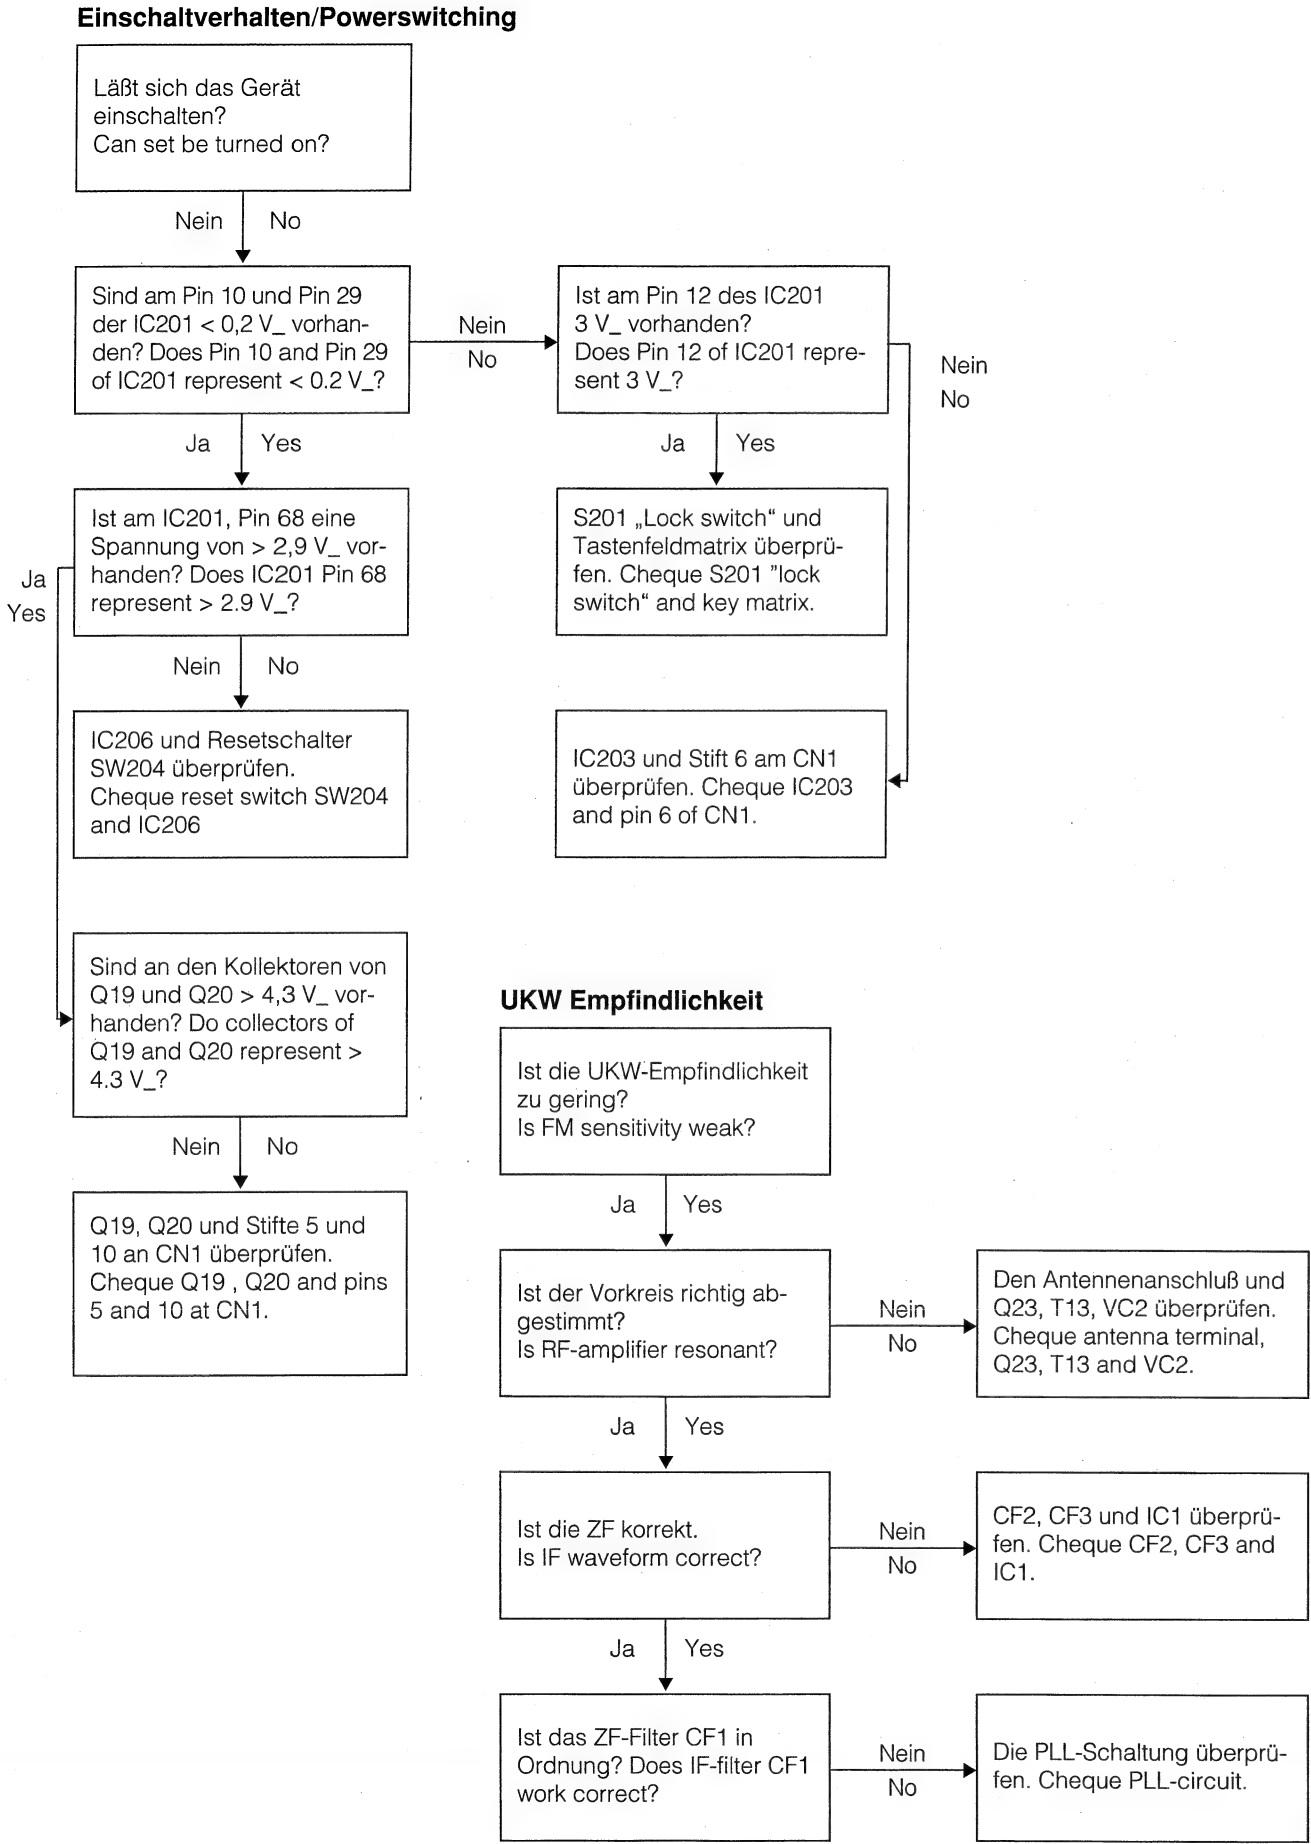 Einschaltverhalten/Powerswitching
Läßt sich das Gerät
einschalten?
Can set be turned on?
Nein No
Sind am Pin 10 und Pin 29
der IC201 < 0,2 V_ vorhan-
den? Does Pin 10 and Pin 29
of IC201 represent < 0.2 V_?
Nein
No
Ist am Pin 12 des IC201
3 V_ vorhanden?
Does Pin 12 of IC201 repre-
sent 3 V_?
Nein
No
Ja Yes
Ja Yes
Ist am IC201, Pin 68 eine
Spannung von > 2,9 V_ vor-
handen? Does IC201 Pin 68
represent > 2.9 V_?
Ja
Yes
S201 „Lock switch“ und
Tastenfeldmatrix überprü-
fen. Cheque S201 ”lock
switch“ and key matrix.
Nein No
IC206 und Resetschalter
SW204 überprüfen.
Cheque reset switch SW204
and IC206
IC203 und Stift 6 am CN1
überprüfen. Cheque IC203
and pin 6 of CN1.
Sind an den Kollektoren von
Q19 und Q20 > 4,3 V_ vor-
handen? Do collectors of
Q19 and Q20 represent >
4.3 V_?
Nein No
Q19, Q20 und Stifte 5 und
10 an CN1 überprüfen.
Cheque Q19 , Q20 and pins
5 and 10 at CN1.
UKW Empfindlichkeit
Ist die UKW-Empfindlichkeit
zu gering?
Is FM sensitivity weak?
Ja Yes
Ist der Vorkreis richtig ab-
gestimmt?
Is RF-amplifier resonant?
Nein
No
Den Antennenanschluß und
Q23, T13, VC2 überprüfen.
Cheque antenna terminal,
Q23, T13 and VC2.
Ja Yes
Ist die ZF korrekt.
Is IF waveform correct?
Nein
No
CF2, CF3 und IC1 überprü-
fen. Cheque CF2, CF3 and
IC1.
Ja Yes
Ist das ZF-Filter CF1 in
Ordnung? Does IF-filter CF1
work correct?
Nein
No
Die PLL-Schaltung überprü-
fen. Cheque PLL-circuit.